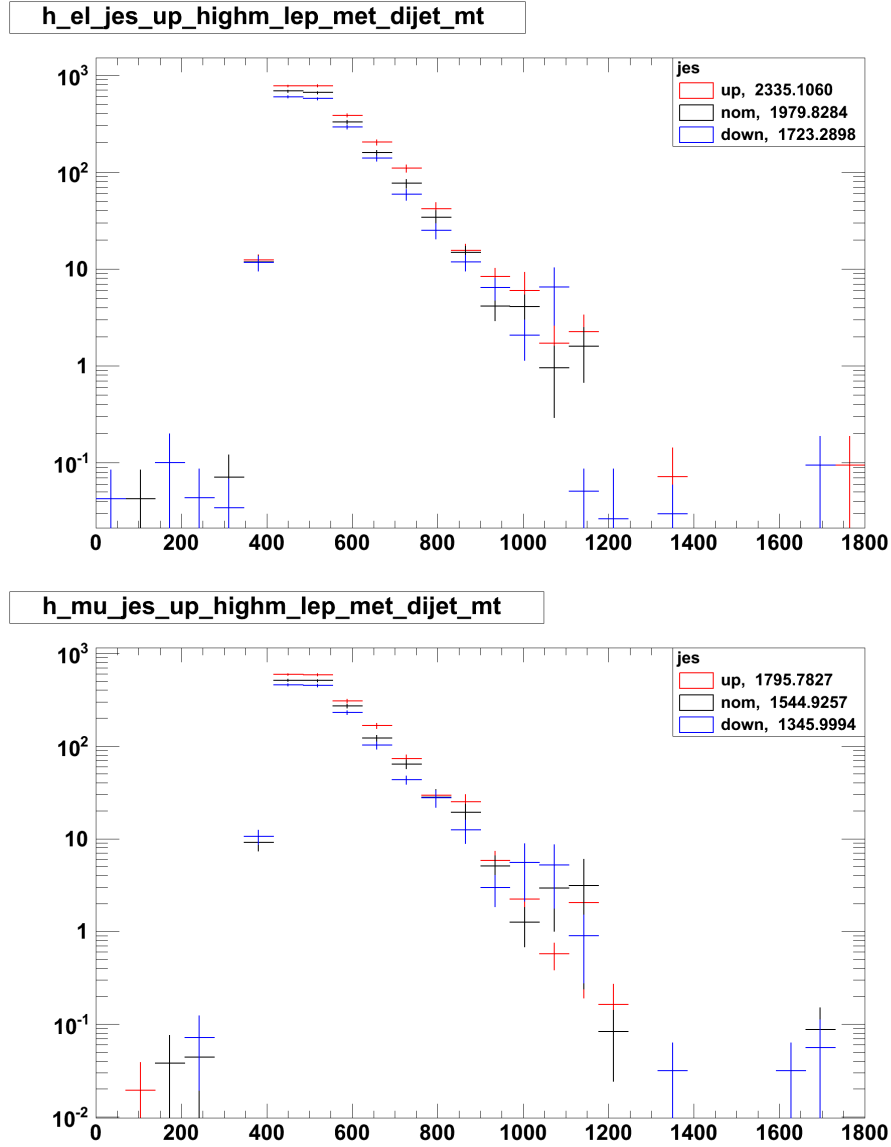 h_el_jes_up_highm_lep_met_dijet_mt
jes
up, 2335.1060
nom, 1979.8284
down, 1723.2898
10³
10²
10
1
10⁻¹
0 200 400 600 800 1000 1200 1400 1600 1800
h_mu_jes_up_highm_lep_met_dijet_mt
jes
up, 1795.7827
nom, 1544.9257
down, 1345.9994
10³
10²
10
1
10⁻¹
10⁻²
0 200 400 600 800 1000 1200 1400 1600 1800